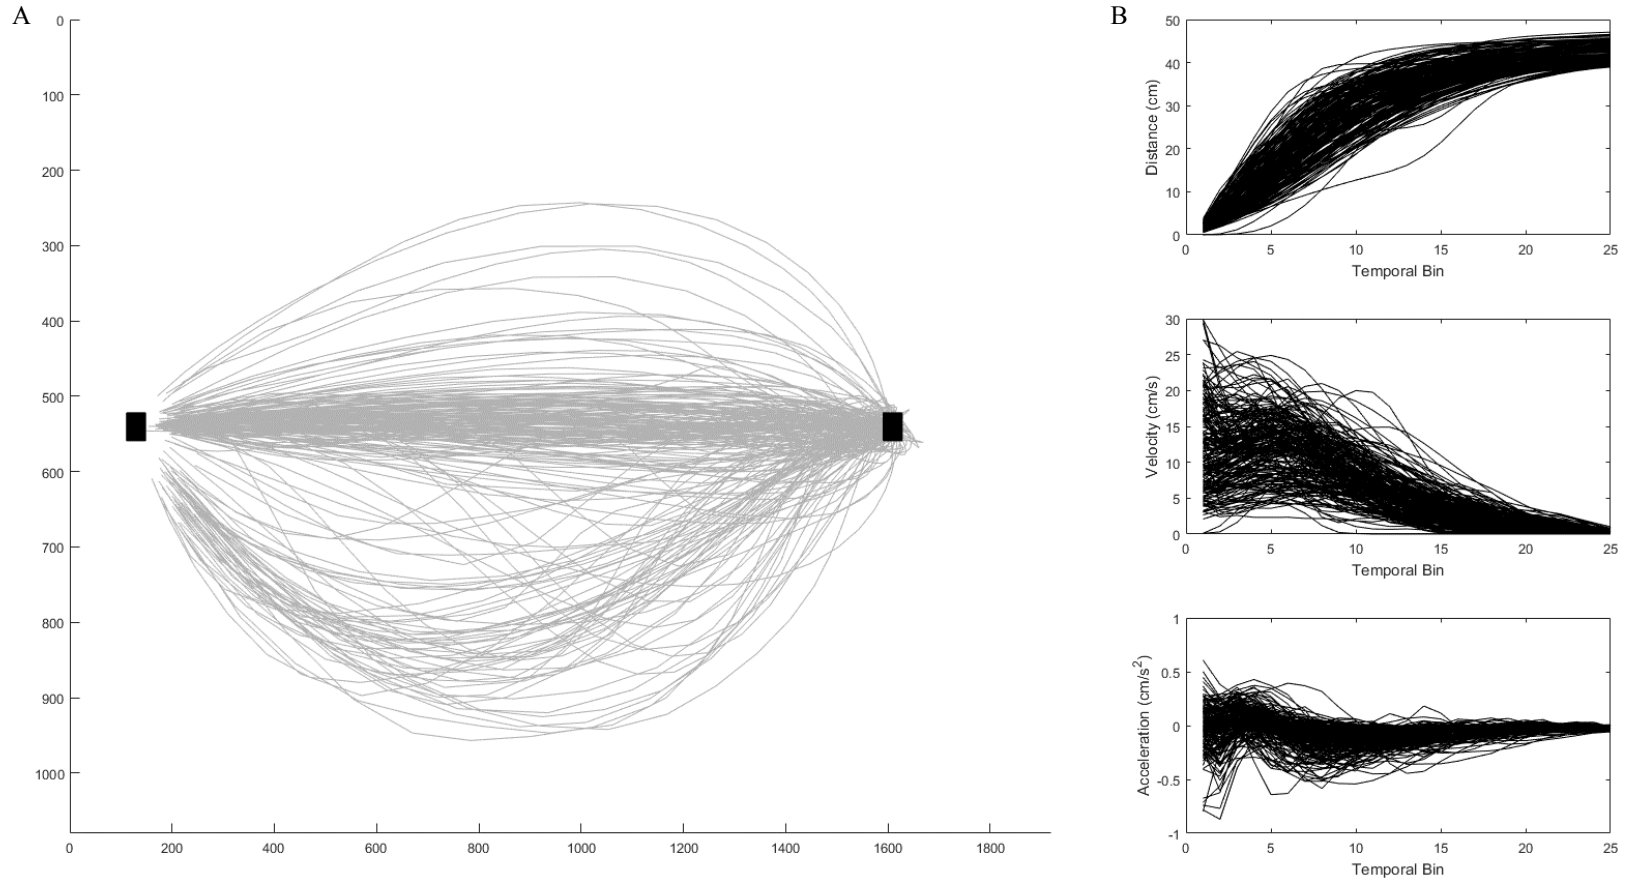 A
0
100
200
300
400
500
600
700
800
900
1000
0 200 400 600 800 1000 1200 1400 1600 1800
B
50
40
30
20
10
0
Distance (cm)
0 5 10 15 20 25
Temporal Bin
30
25
20
15
10
5
0
Velocity (cm/s)
0 5 10 15 20 25
Temporal Bin
1
0.5
0
-0.5
-1
Acceleration (cm/s²)
0 5 10 15 20 25
Temporal Bin